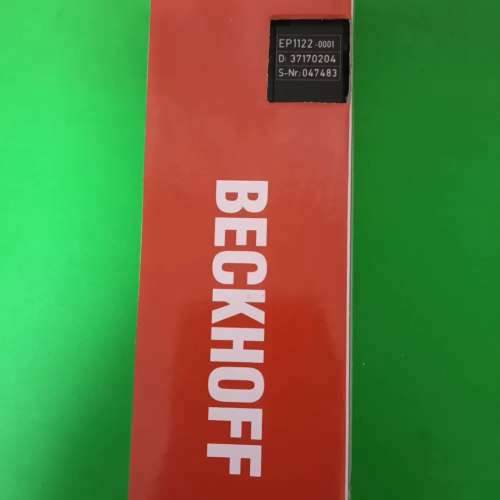 EP1122-0001
D: 37170204
S-Nr: 047483
BECKHOFF